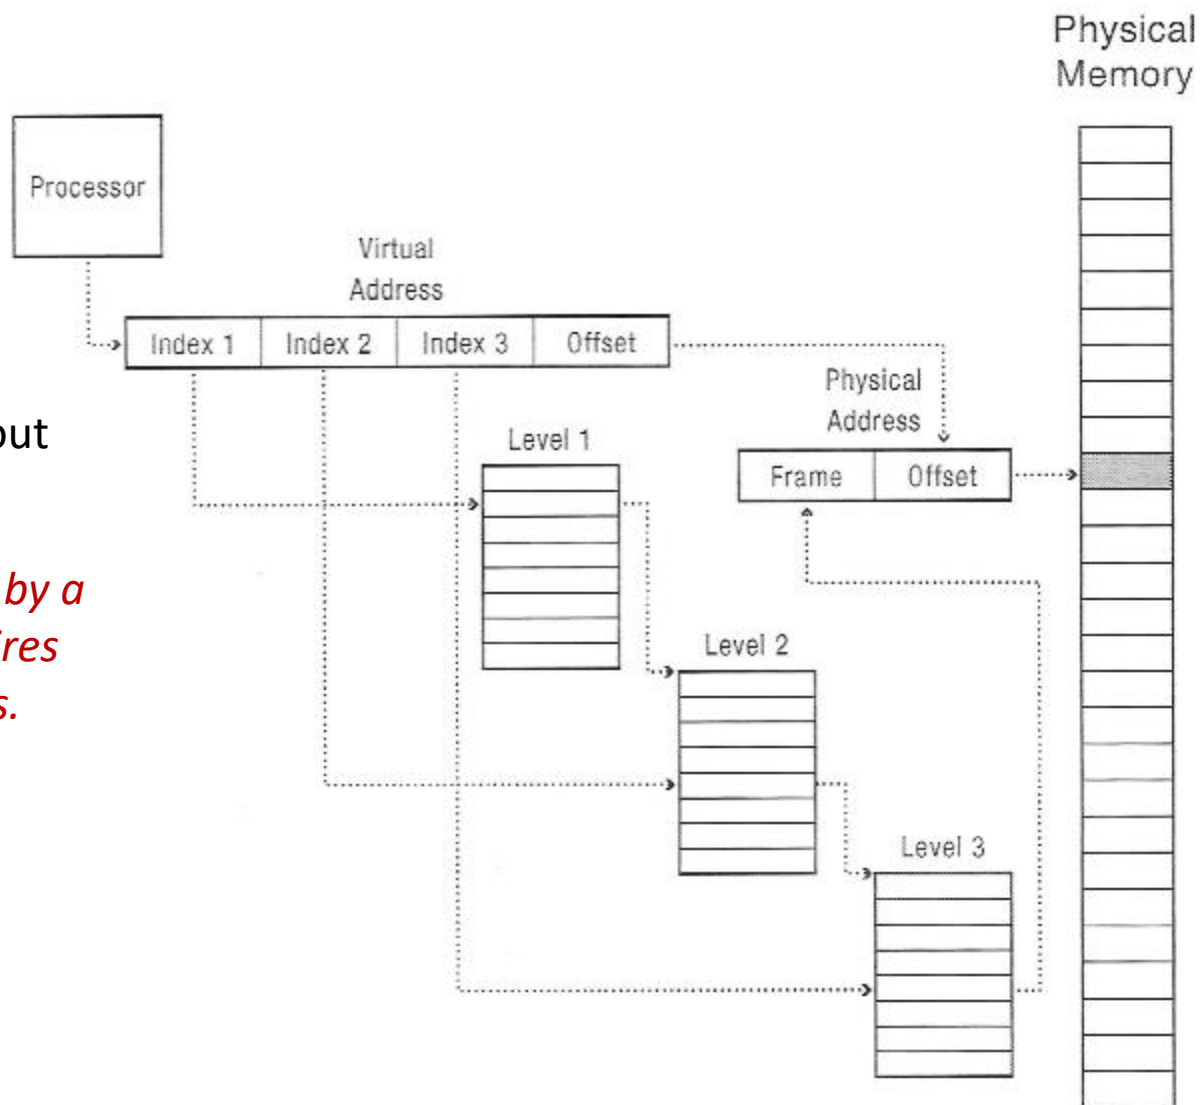 Physical
Memory
Processor
Virtual
Address
Index 1
Index 2
Index 3
Offset
Physical
Address
Level 1
Frame
Offset
by a
s.
Level 2
Level 3